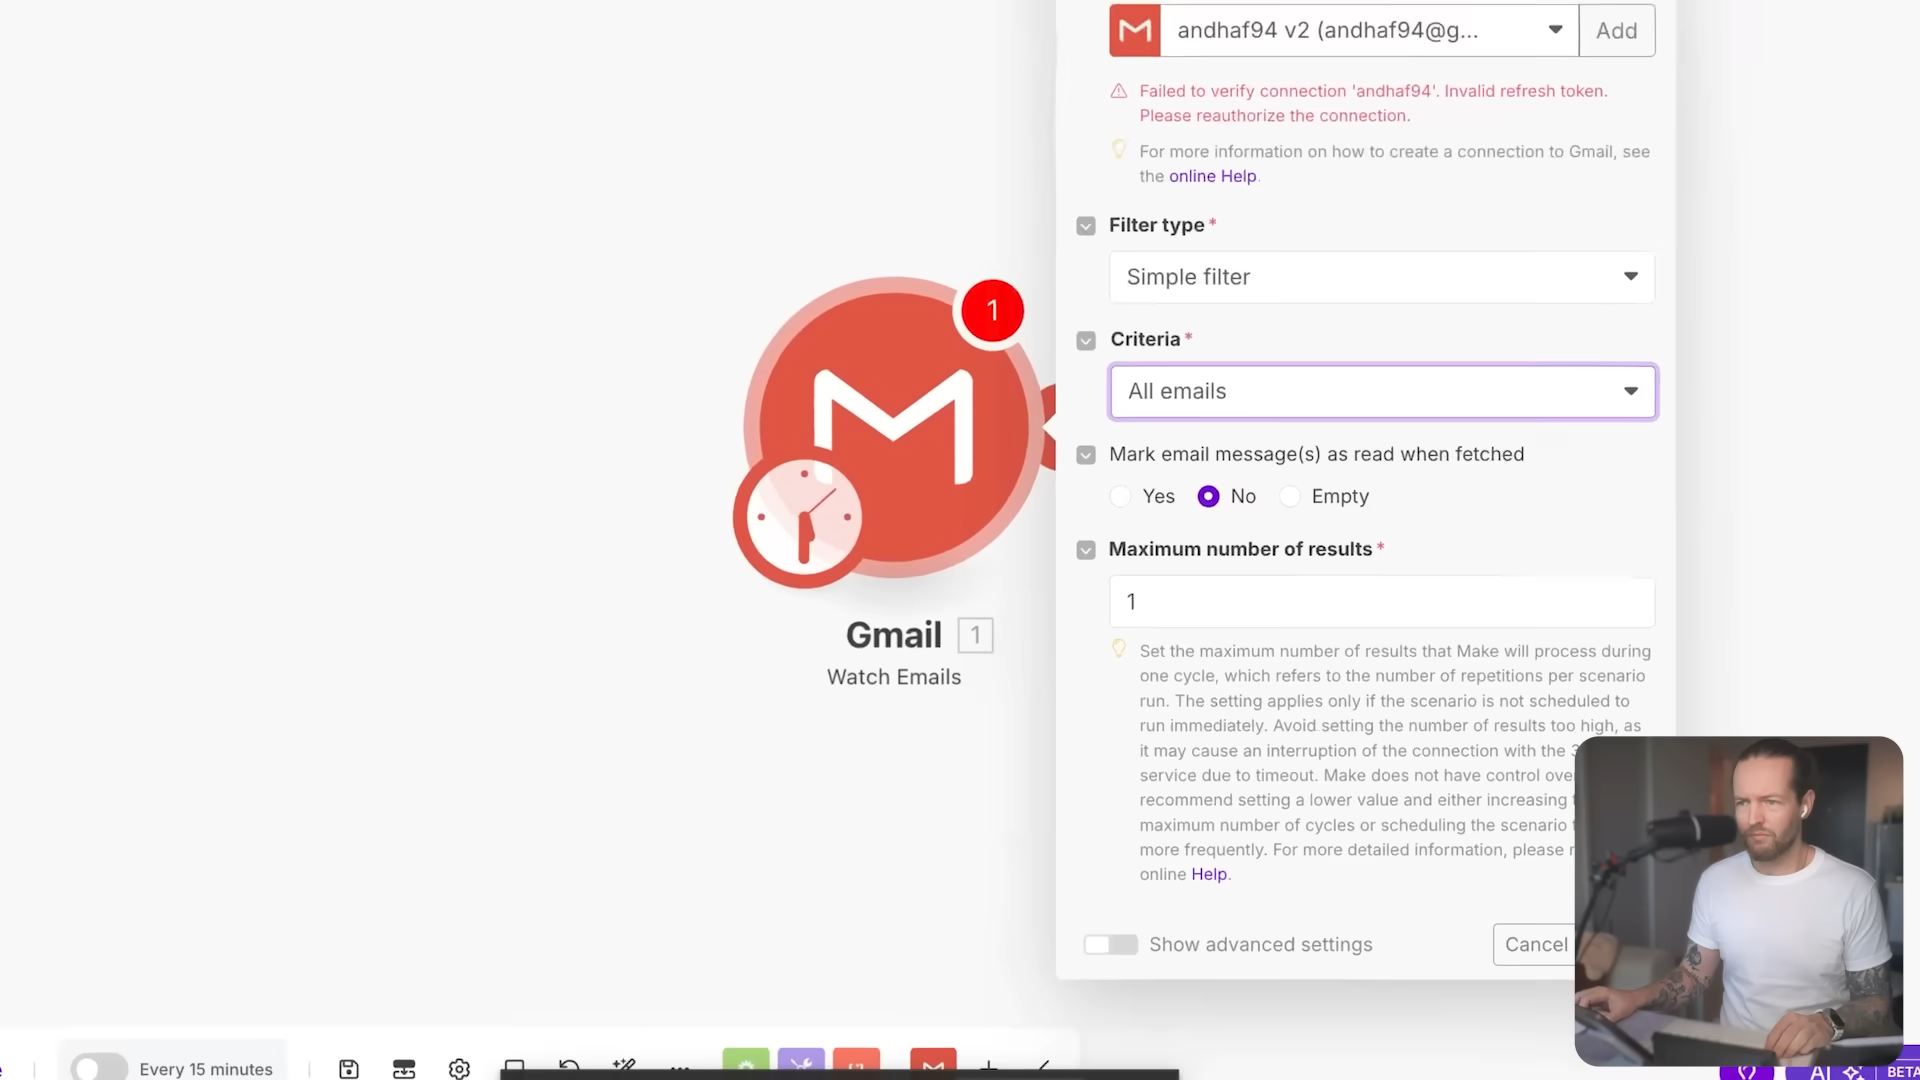 andhaf94 v2 (andhaf94@g...
Add
Failed to verify connection 'andhaf94'. Invalid refresh token.
Please reauthorize the connection.
For more information on how to create a connection to Gmail, see
the online Help.
Filter type *
Simple filter
1
Criteria *
All emails
Mark email message(s) as read when fetched
Yes No Empty
Maximum number of results *
1
Gmail 1
Watch Emails
Set the maximum number of results that Make will process during
one cycle, which refers to the number of repetitions per scenario
run. The setting applies only if the scenario is not scheduled to
run immediately. Avoid setting the number of results too high, as
it may cause an interruption of the connection with the 3
service due to timeout. Make does not have control over
recommend setting a lower value and either increasing
maximum number of cycles or scheduling the scenario
more frequently. For more detailed information, please
online Help.
Show advanced settings
Cancel
Every 15 minutes
AI
BETA